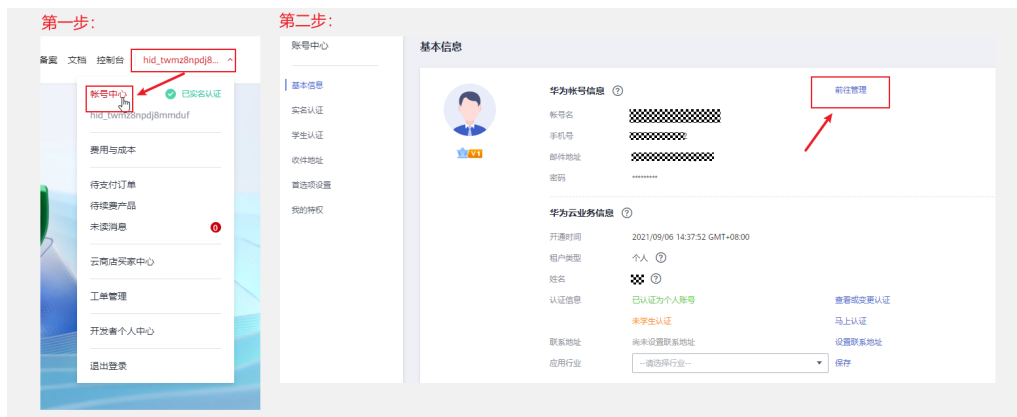 第一步:
备案 文档 控制台 hid_twmz8npdj8...
帐号中心 已实名认证
hid_twmz8npdj8mmduf
费用与成本
待支付订单
待续费产品
未读消息 0
云商店买家中心
工单管理
开发者个人中心
退出登录
第二步:
账号中心
基本信息
实名认证
学生认证
收件地址
首选项设置
我的特权
基本信息
V1
华为帐号信息 ?
前往管理
帐号名
手机号 2
邮件地址
密码 *********
华为云业务信息 ?
开通时间 2021/09/06 14:37:52 GMT+08:00
租户类型 个人 ?
姓名 ?
认证信息 已认证为个人账号 查看或变更认证
未学生认证 马上认证
联系地址 尚未设置联系地址 设置联系地址
应用行业 --请选择行业-- 保存